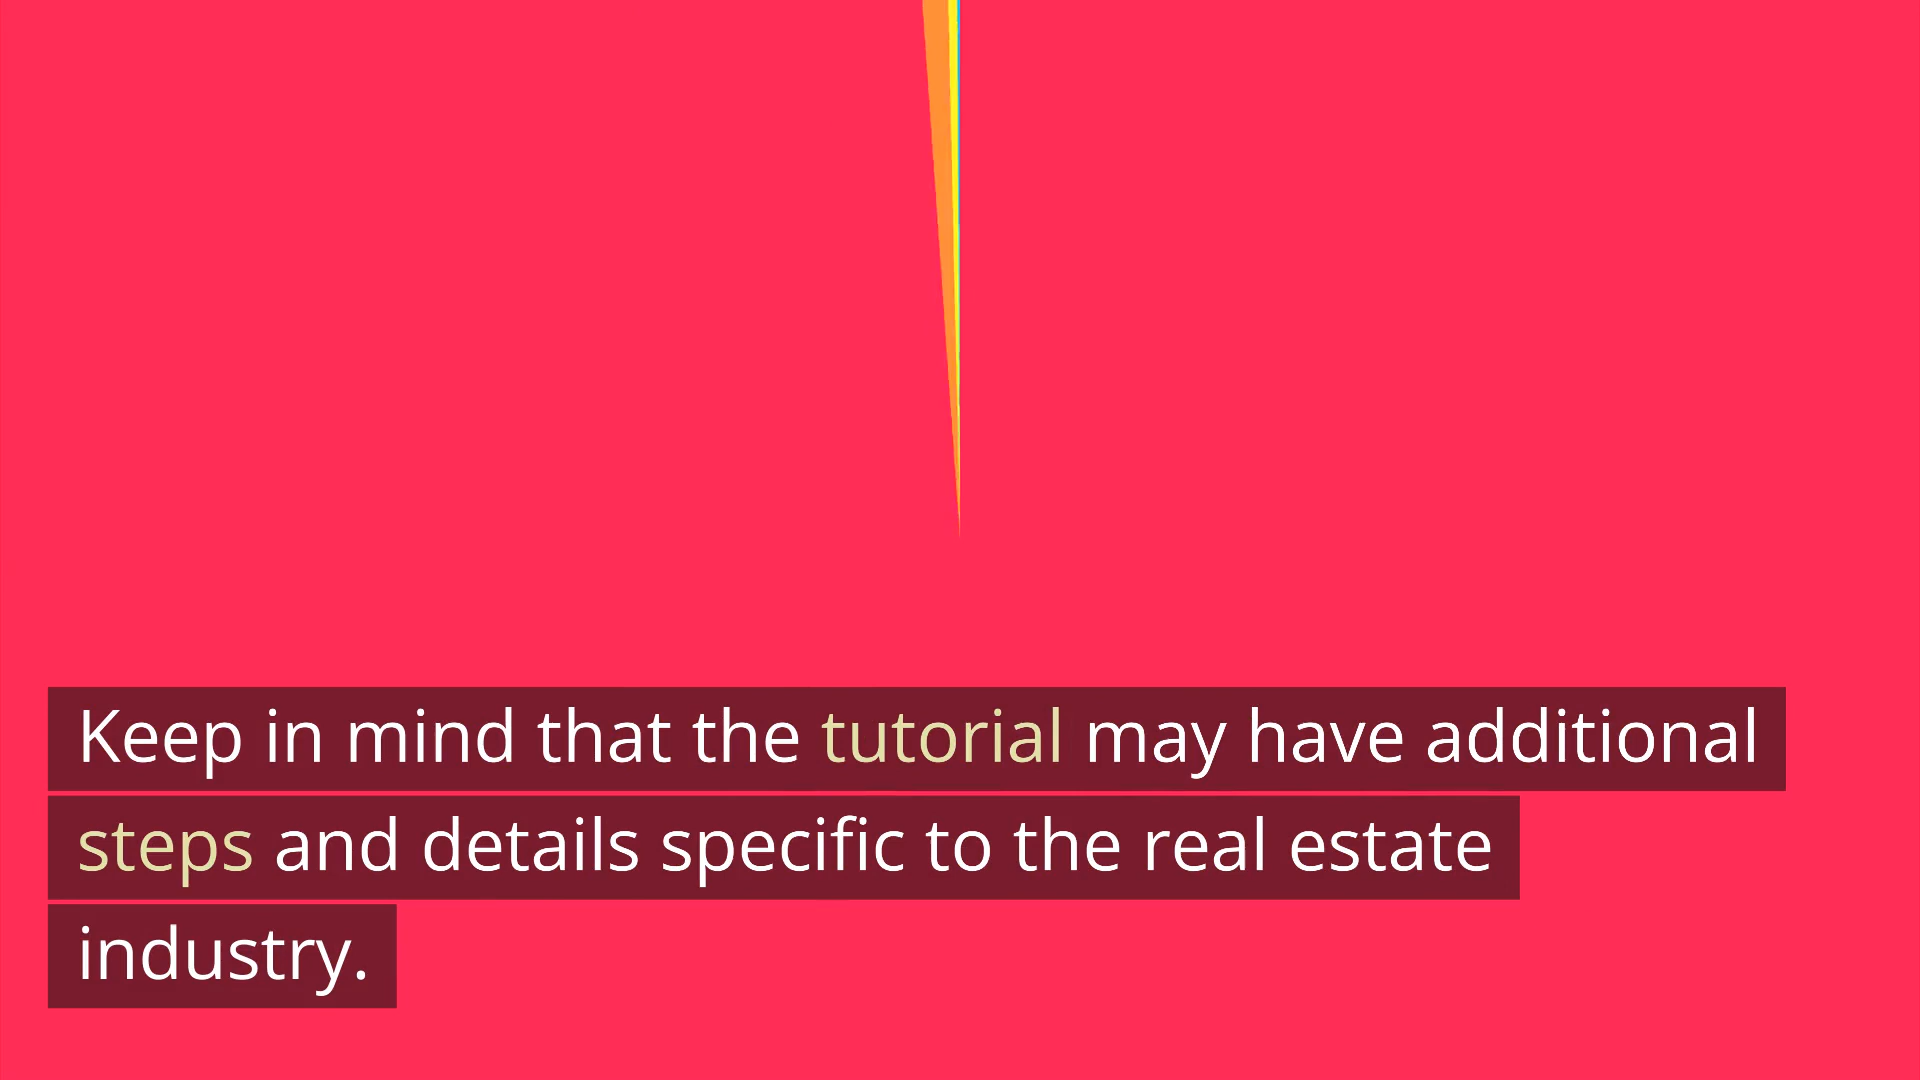 Keep in mind that the tutorial may have additional
steps and details specific to the real estate
industry.